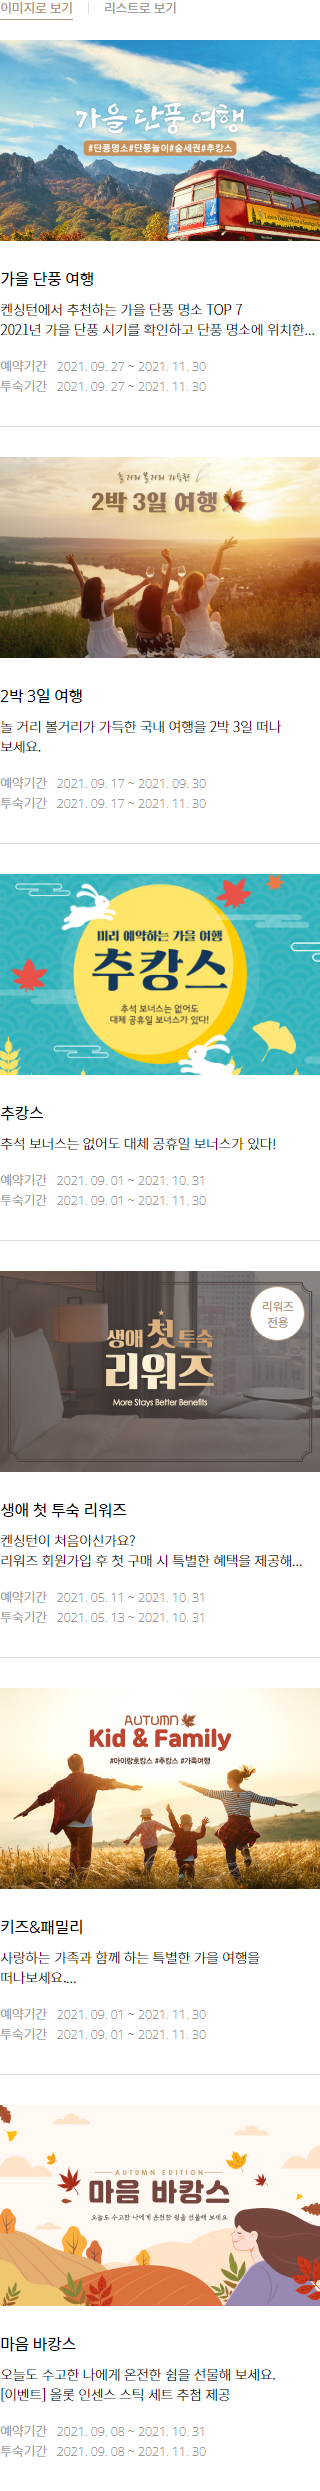 이미지로 보기
리스트로 보기
가을 단풍 여행
#단풍명소#단풍놀이#숲세권#추캉스
가을 단풍 여행
켄싱턴에서 추천하는 가을 단풍 명소 TOP 7
2021년 가을 단풍 시기를 확인하고 단풍 명소에 위치한...
예약기간 2021. 09. 27 ~ 2021. 11. 30
투숙기간 2021. 09. 27 ~ 2021. 11. 30
놀거리 볼거리 가득한
2박 3일 여행
2박 3일 여행
놀 거리 볼거리가 가득한 국내 여행을 2박 3일 떠나
보세요.
예약기간 2021. 09. 17 ~ 2021. 09. 30
투숙기간 2021. 09. 17 ~ 2021. 11. 30
미리 예약하는 가을 여행
추캉스
추석 보너스는 없어도
대체 공휴일 보너스가 있다!
추캉스
추석 보너스는 없어도 대체 공휴일 보너스가 있다!
예약기간 2021. 09. 01 ~ 2021. 10. 31
투숙기간 2021. 09. 01 ~ 2021. 11. 30
리워즈
전용
생애 첫 투숙
리워즈
More Stays Better Benefits
생애 첫 투숙 리워즈
켄싱턴이 처음이신가요?
리워즈 회원가입 후 첫 구매 시 특별한 혜택을 제공해...
예약기간 2021. 05. 11 ~ 2021. 10. 31
투숙기간 2021. 05. 13 ~ 2021. 10. 31
AUTUMN
Kid & Family
#아이랑호캉스 #추캉스 #가족여행
키즈&패밀리
사랑하는 가족과 함께 하는 특별한 가을 여행을
떠나보세요....
예약기간 2021. 09. 01 ~ 2021. 11. 30
투숙기간 2021. 09. 01 ~ 2021. 11. 30
AUTUMN EDITION
마음 바캉스
오늘도 수고한 나에게 온전한 쉼을 선물해 보세요
마음 바캉스
오늘도 수고한 나에게 온전한 쉼을 선물해 보세요.
[이벤트] 올롯 인센스 스틱 세트 추첨 제공
예약기간 2021. 09. 08 ~ 2021. 10. 31
투숙기간 2021. 09. 08 ~ 2021. 11. 30